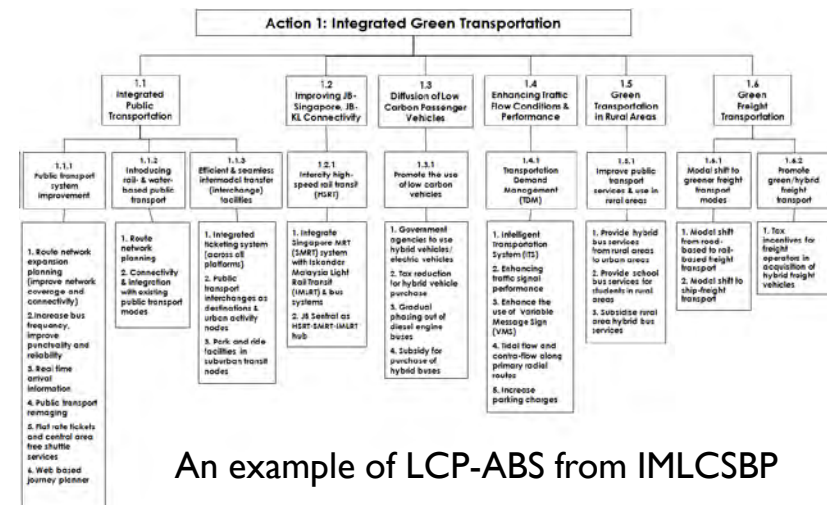 Action 1: Integrated Green Transportation
1.1
Integrated
Public
Transportation
1.2
Improving JB-
Singapore, JB-
KL Connectivity
1.3
Diffusion of Low
Carbon Passenger
Vehicles
1.4
Enhancing Traffic
Flow Conditions &
Performance
1.5
Green
Transportation
in Rural Areas
1.6
Green
Freight
Transportation
1.1.1
Public transport
system
improvement
1.1.2
Introducing
rail- & water-
based public
transport
1.1.3
Efficient & seamless
intermodal transfer
(interchange)
facilities
1.2.1
Intercity high-
speed rail transit
(HSRT)
1.3.1
Promote the use
of low carbon
vehicles
1.4.1
Transportation
Demand
Management
(TDM)
1.5.1
Improve public
transport
services & use in
rural areas
1.6.1
Modal shift to
greener freight
transport
modes
1.6.2
Promote
green/hybrid
freight
transport
1. Route network
expansion
planning
(improve network
coverage and
connectivity)
2.Increase bus
frequency,
improve
punctuality and
reliability
3. Real time
arrival
information
4. Public transport
reimaging
5. Flat rate tickets
and central area
free shuttle
services
6. Web based
journey planner
1. Route
network
planning
2. Connectivity
& integration
with existing
public transport
modes
1. Integrated
ticketing system
(across all
platforms)
2. Public
transport
interchanges as
destinations &
urban activity
nodes
3. Park and ride
facilities in
suburban transit
nodes
1. Integrate
Singapore MRT
(SMRT) system
with Iskandar
Malaysia Light
Rail Transit
(IMLRT) & bus
systems
2. JB Sentral as
HSRT-SMRT-IMLRT
hub
1. Government
agencies to use
hybrid vehicles/
electric vehicles
2. Tax reduction
for hybrid vehicle
purchase
3. Gradual
phasing out of
diesel engine
buses
4. Subsidy for
purchase of
hybrid buses
1. Intelligent
Transportation
System (ITS)
2. Enhancing
traffic signal
performance
3. Enhance the
use of Variable
Message Sign
(VMS)
4. Tidal flow and
contra-flow along
primary radial
routes
5. Increase
parking charges
1. Provide hybrid
bus services
from rural areas
to urban areas
2. Provide school
bus services for
students in rural
areas
3. Subsidise rural
area hybrid bus
services
1. Modal shift
from road-
based to rail-
based freight
transport
2. Modal shift to
ship-freight
transport
1. Tax
incentives for
freight
operators in
acquisition of
hybrid freight
vehicles
An example of LCP-ABS from IMLCSBP